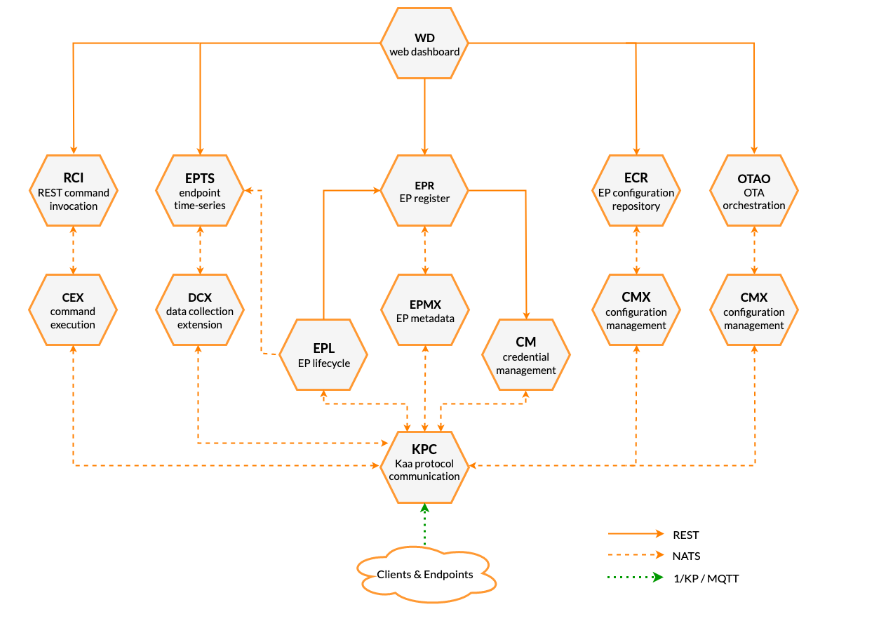 WD
web dashboard
RCI
REST command
invocation
EPTS
endpoint
time-series
EPR
EP register
ECR
EP configuration
repository
OTAO
OTA
orchestration
CEX
command
execution
DCX
data collection
extension
EPL
EP lifecycle
EPMX
EP metadata
CM
credential
management
CMX
configuration
management
CMX
configuration
management
KPC
Kaa protocol
communication
Clients & Endpoints
REST
NATS
1/KP / MQTT